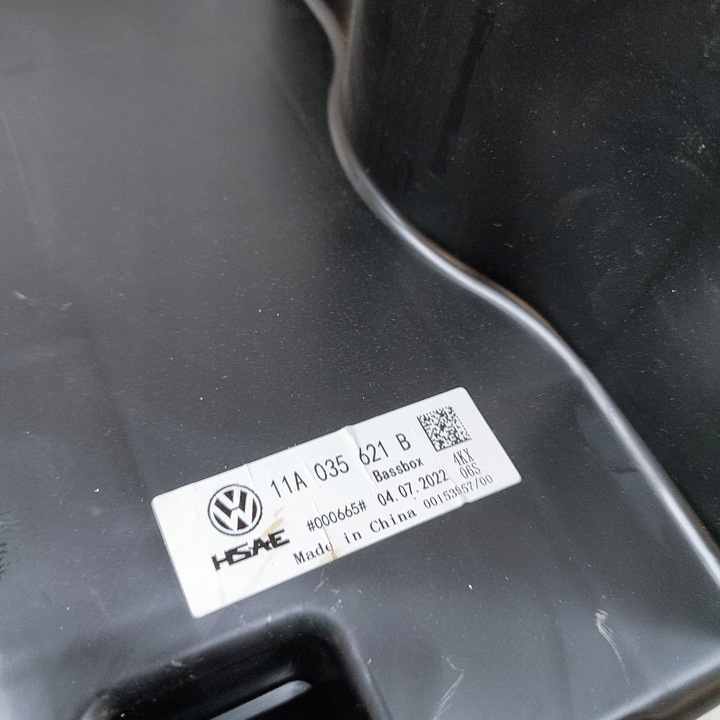 11A 035 621 B
Bassbox
4KX
06S
#000665# 04.07.2022
HSAE
Made in China 00153957/00